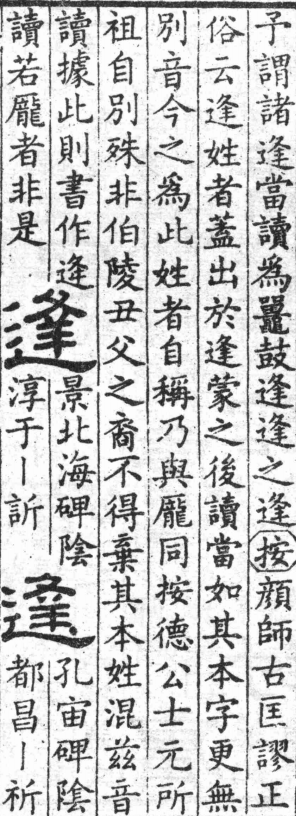 予謂諸逢當讀為鼉鼓逢逢之逢按顏師古匡謬正
俗云逢姓者蓋出於逢蒙之後讀當如其本字更無
別音今之為此姓者自稱乃與龐同按德公士元所
祖自別殊非伯陵丑父之裔不得棄其本姓混茲音
讀據此則書作逢
讀若龐者非是
逢
景北海碑陰
淳于丨訢
逢
孔宙碑陰
都昌丨祈